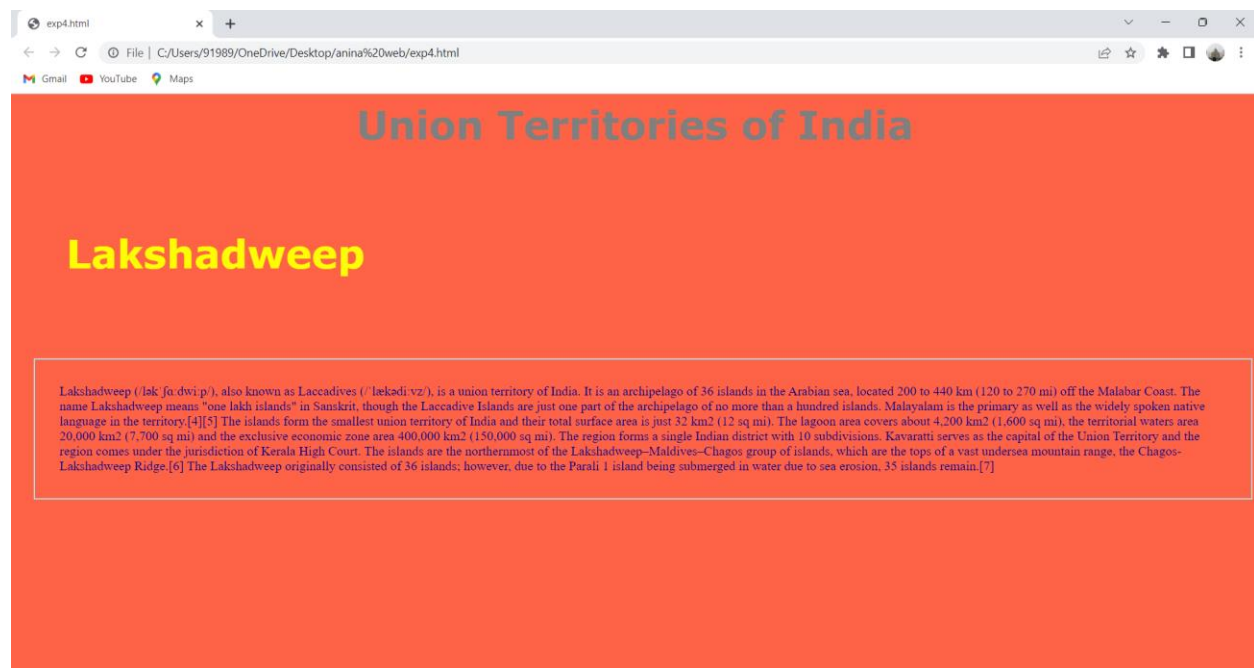 exp4.html
File | C:/Users/91989/OneDrive/Desktop/anina%20web/exp4.html
Gmail YouTube Maps
Union Territories of India
Lakshadweep
Lakshadweep (/ləkˈʃɑːdwiːp/), also known as Laccadives (/ˈlækədiːvz/), is a union territory of India. It is an archipelago of 36 islands in the Arabian sea, located 200 to 440 km (120 to 270 mi) off the Malabar Coast. The
name Lakshadweep means "one lakh islands" in Sanskrit, though the Laccadive Islands are just one part of the archipelago of no more than a hundred islands. Malayalam is the primary as well as the widely spoken native
language in the territory.[4][5] The islands form the smallest union territory of India and their total surface area is just 32 km2 (12 sq mi). The lagoon area covers about 4,200 km2 (1,600 sq mi), the territorial waters area
20,000 km2 (7,700 sq mi) and the exclusive economic zone area 400,000 km2 (150,000 sq mi). The region forms a single Indian district with 10 subdivisions. Kavaratti serves as the capital of the Union Territory and the
region comes under the jurisdiction of Kerala High Court. The islands are the northernmost of the Lakshadweep–Maldives–Chagos group of islands, which are the tops of a vast undersea mountain range, the Chagos-
Lakshadweep Ridge.[6] The Lakshadweep originally consisted of 36 islands; however, due to the Parali 1 island being submerged in water due to sea erosion, 35 islands remain.[7]